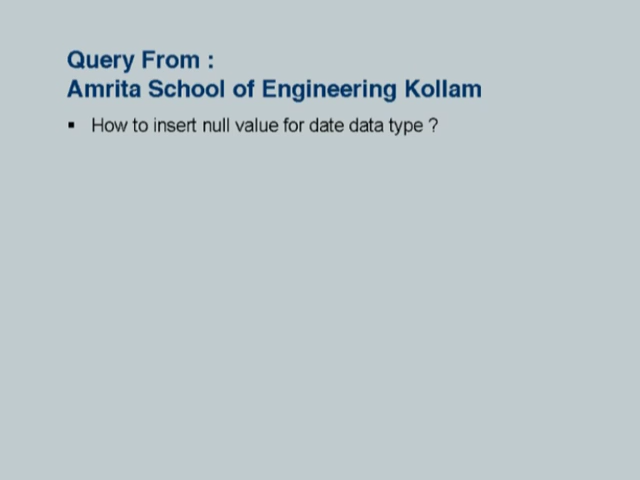 Query From :
Amrita School of Engineering Kollam
▪ How to insert null value for date data type ?